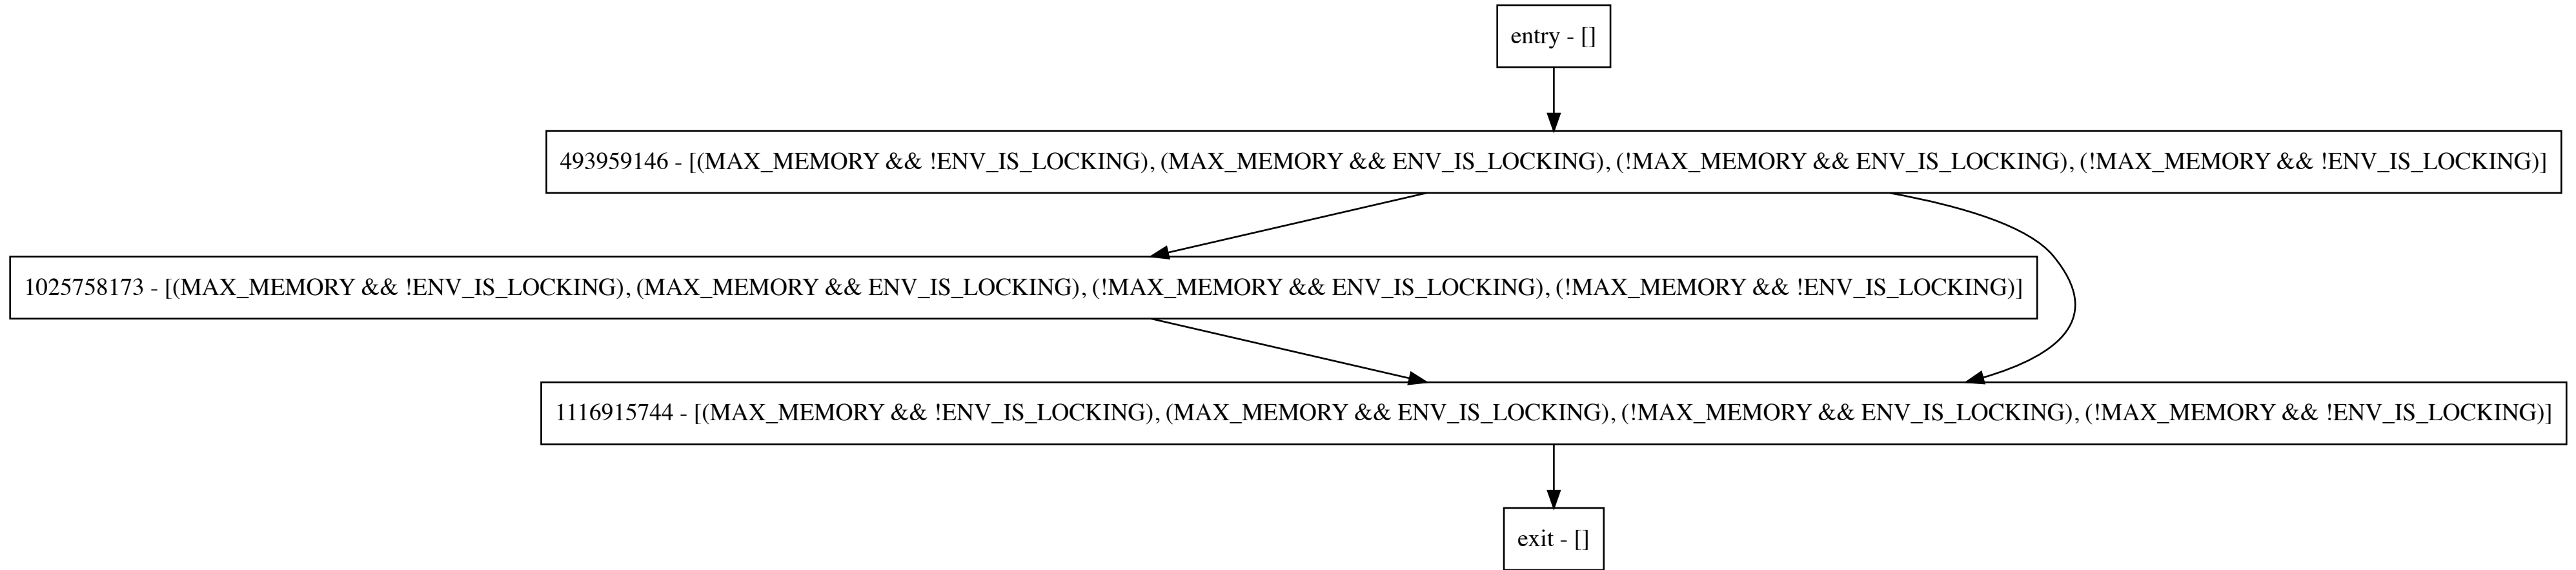 entry - []
493959146 - [(MAX_MEMORY && !ENV_IS_LOCKING), (MAX_MEMORY && ENV_IS_LOCKING), (!MAX_MEMORY && ENV_IS_LOCKING), (!MAX_MEMORY && !ENV_IS_LOCKING)]
1025758173 - [(MAX_MEMORY && !ENV_IS_LOCKING), (MAX_MEMORY && ENV_IS_LOCKING), (!MAX_MEMORY && ENV_IS_LOCKING), (!MAX_MEMORY && !ENV_IS_LOCKING)]
1116915744 - [(MAX_MEMORY && !ENV_IS_LOCKING), (MAX_MEMORY && ENV_IS_LOCKING), (!MAX_MEMORY && ENV_IS_LOCKING), (!MAX_MEMORY && !ENV_IS_LOCKING)]
exit - []